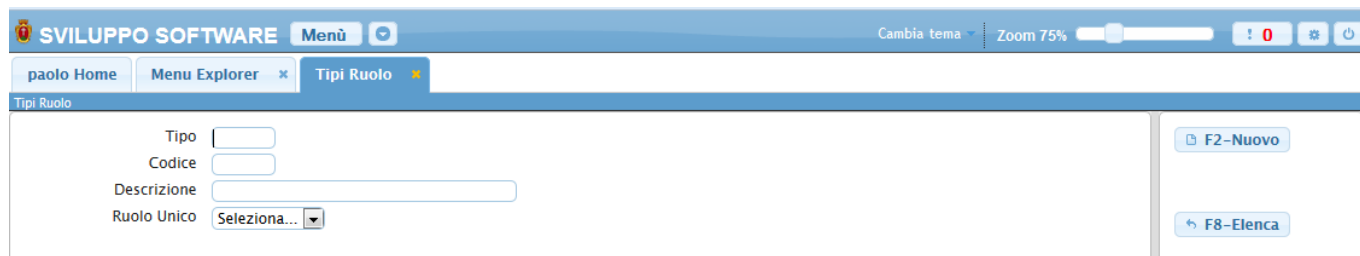 SVILUPPO SOFTWARE Menù Cambia tema Zoom 75% ! 0
paolo Home Menu Explorer × Tipi Ruolo ×
Tipi Ruolo
Tipo F2-Nuovo
Codice
Descrizione
Ruolo Unico Seleziona... F8-Elenca